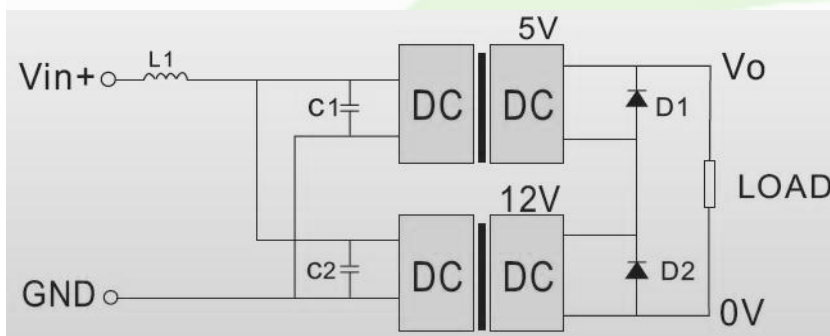 5V
Vin+ L1 C1 DC DC D1 Vo
LOAD
12V
GND C2 DC DC D2 0V